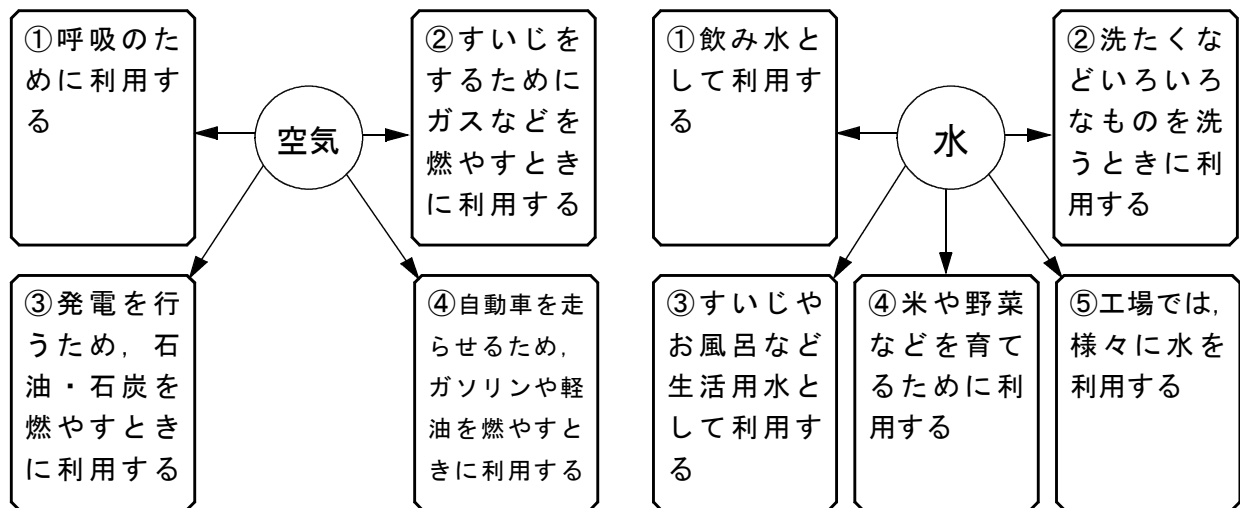 空気
①呼吸のた
めに利用す
る
②すいじを
するために
ガスなどを
燃やすとき
に利用する
③発電を行
うため，石
油・石炭を
燃やすとき
に利用する
④自動車を走
らせるため，
ガソリンや軽
油を燃やすと
きに利用する
水
①飲み水と
して利用す
る
②洗たくな
どいろいろ
なものを洗
うときに利
用する
③すいじや
お風呂など
生活用水と
して利用す
る
④米や野菜
などを育て
るために利
用する
⑤工場では，
様々に水を
利用する